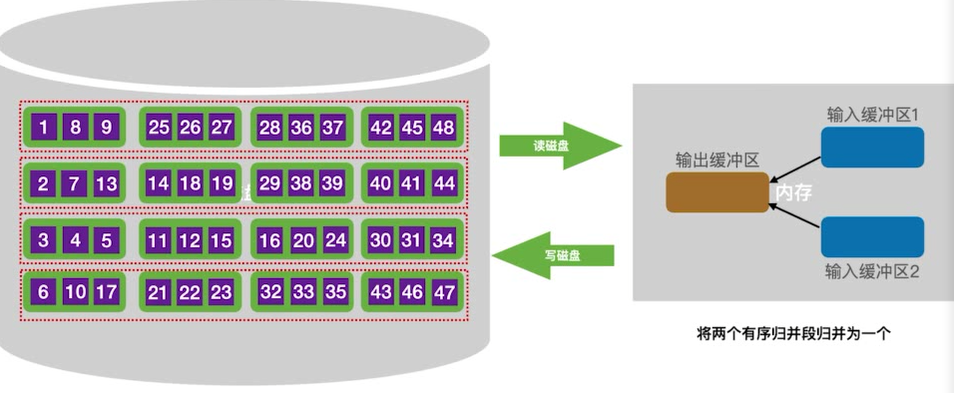 1 8 9 25 26 27 28 36 37 42 45 48
2 7 13 14 18 19 29 38 39 40 41 44
3 4 5 11 12 15 16 20 24 30 31 34
6 10 17 21 22 23 32 33 35 43 46 47
读磁盘
写磁盘
输入缓冲区1
输出缓冲区
内存
输入缓冲区2
将两个有序归并段归并为一个